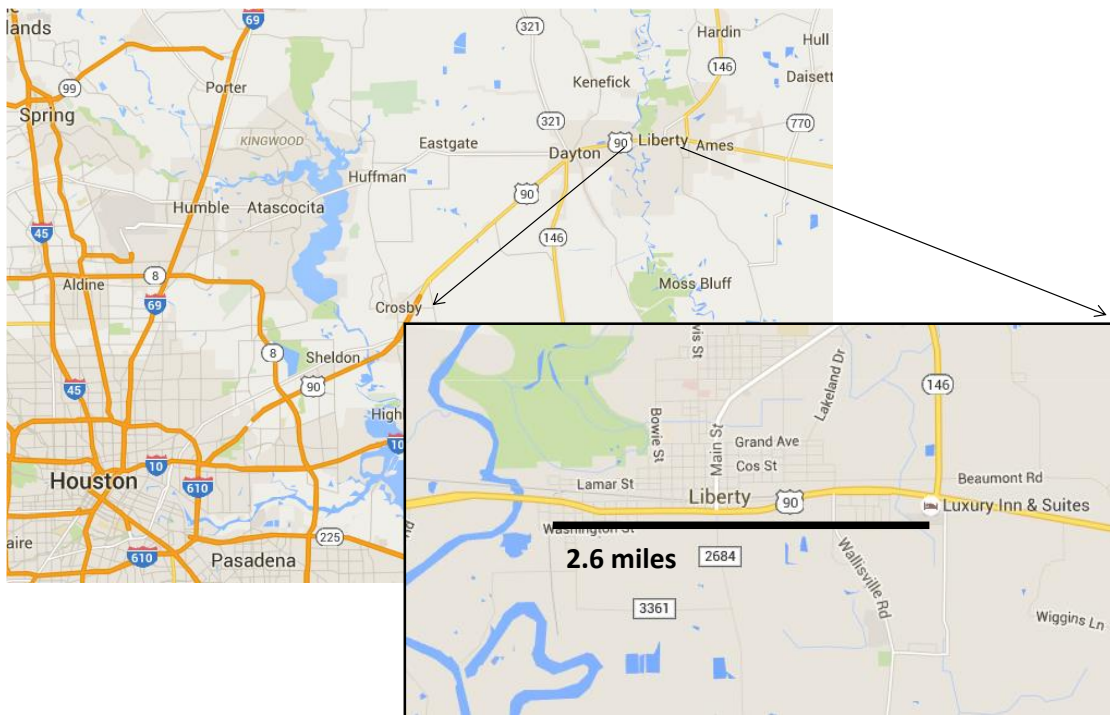 lands
69
321
Hardin
Hull
146
99
Porter
Kenefick
Daisett
Spring
KINGWOOD
321
770
Eastgate
90
Liberty
Ames
Dayton
Huffman
90
Humble
Atascocita
45
146
8
Aldine
69
Moss Bluff
Crosby
8
Sheldon
90
45
High
10
10
Houston
610
225
aire
610
Pasadena
wis St
Lakeland Dr
146
Bowie St
Main St
Grand Ave
Cos St
Lamar St
Liberty
90
Beaumont Rd
Luxury Inn & Suites
Washington St
2.6 miles
2684
Wallisville Rd
3361
Wiggins Ln